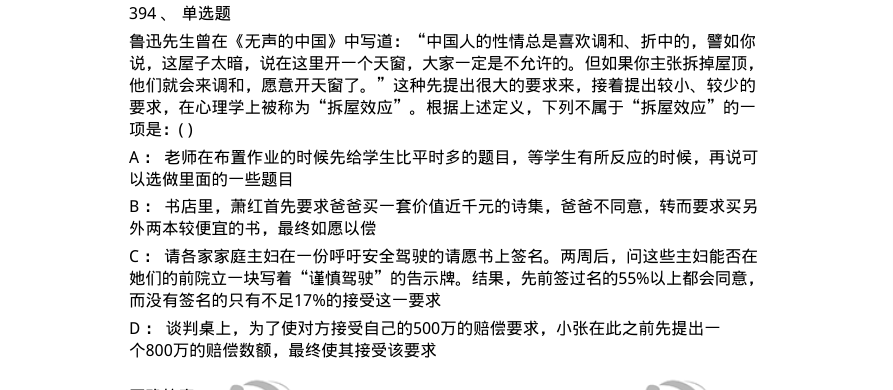 394 、 单选题
鲁迅先生曾在《无声的中国》中写道：“中国人的性情总是喜欢调和、折中的，譬如你
说，这屋子太暗，说在这里开一个天窗，大家一定是不允许的。但如果你主张拆掉屋顶，
他们就会来调和，愿意开天窗了。”这种先提出很大的要求来，接着提出较小、较少的
要求，在心理学上被称为“拆屋效应”。根据上述定义，下列不属于“拆屋效应”的一
项是：( )
A ： 老师在布置作业的时候先给学生比平时多的题目，等学生有所反应的时候，再说可
以选做里面的一些题目
B ： 书店里，萧红首先要求爸爸买一套价值近千元的诗集，爸爸不同意，转而要求买另
外两本较便宜的书，最终如愿以偿
C ： 请各家家庭主妇在一份呼吁安全驾驶的请愿书上签名。两周后，问这些主妇能否在
她们的前院立一块写着“谨慎驾驶”的告示牌。结果，先前签过名的55%以上都会同意，
而没有签名的只有不足17%的接受这一要求
D ： 谈判桌上，为了使对方接受自己的500万的赔偿要求，小张在此之前先提出一
个800万的赔偿数额，最终使其接受该要求